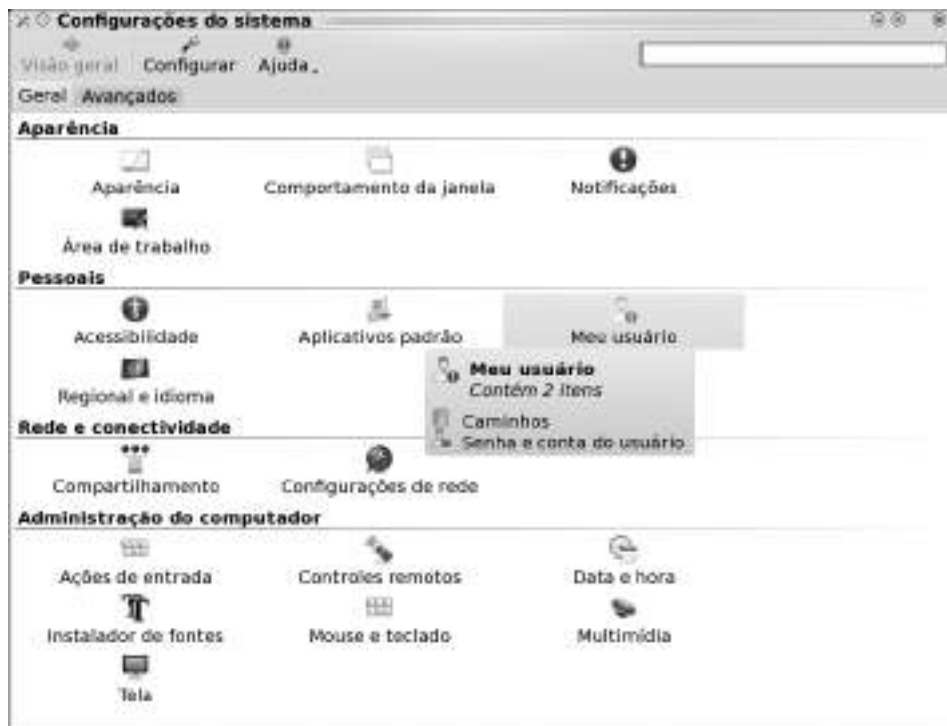 Configurações do sistema
Visão geral Configurar Ajuda
Geral Avançados
Aparência
Aparência Comportamento da janela Notificações
Área de trabalho
Pessoais
Acessibilidade Aplicativos padrão Meu usuário
Regional e idioma
Meu usuário
Contém 2 itens
Caminhos
Senha e conta do usuário
Rede e conectividade
Compartilhamento Configurações de rede
Administração do computador
Ações de entrada Controles remotos Data e hora
Instalador de fontes Mouse e teclado Multimídia
Tela